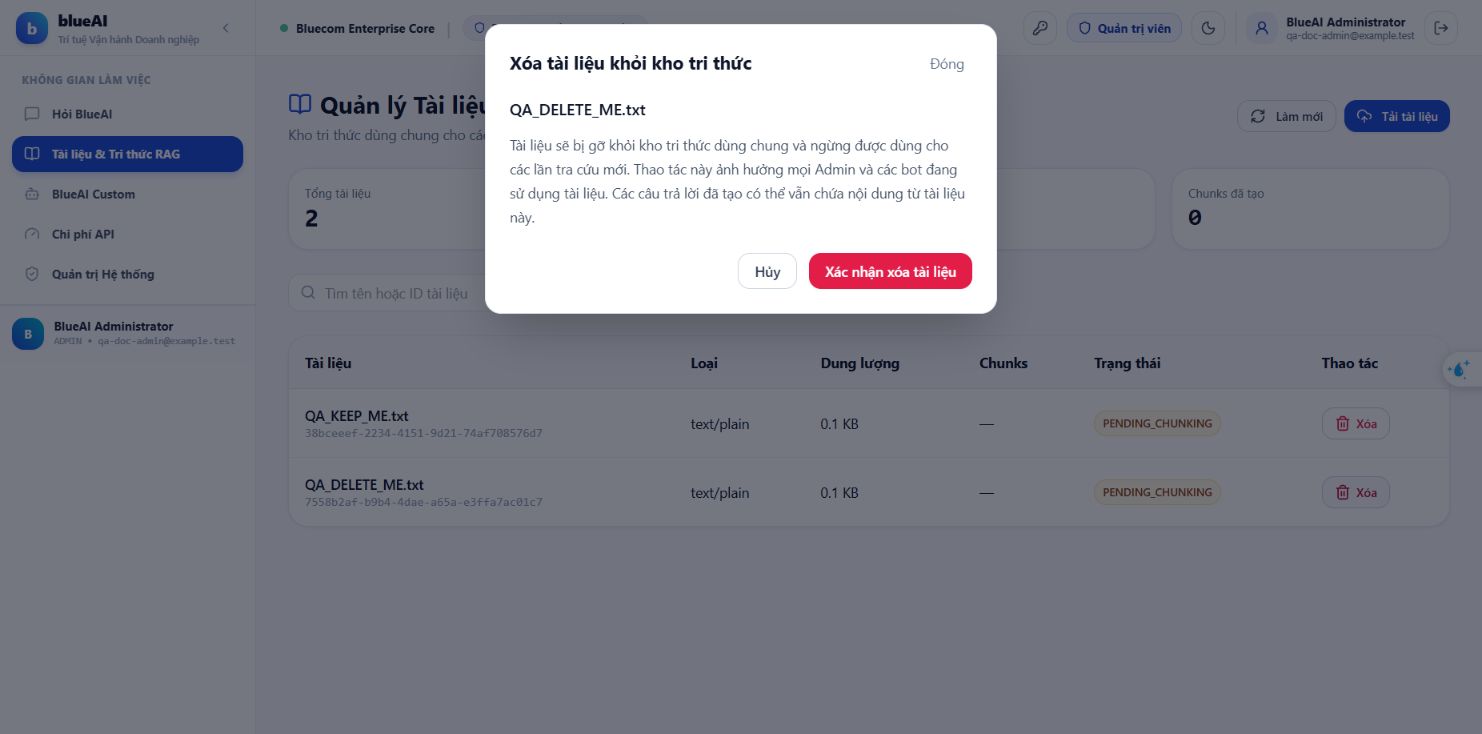 blueAI
Trí tuệ Vận hành Doanh nghiệp
Bluecom Enterprise Core
Quản trị viên
BlueAI Administrator
qa-doc-admin@example.test
KHÔNG GIAN LÀM VIỆC
Hỏi BlueAI
Tài liệu & Tri thức RAG
BlueAI Custom
Chi phí API
Quản trị Hệ thống
B
BlueAI Administrator
ADMIN • qa-doc-admin@example.test
Quản lý Tài liệu
Kho tri thức dùng chung cho các
Làm mới
Tải tài liệu
Tổng tài liệu
2
Chunks đã tạo
0
Tìm tên hoặc ID tài liệu
Xóa tài liệu khỏi kho tri thức
Đóng
QA_DELETE_ME.txt
Tài liệu sẽ bị gỡ khỏi kho tri thức dùng chung và ngừng được dùng cho
các lần tra cứu mới. Thao tác này ảnh hưởng mọi Admin và các bot đang
sử dụng tài liệu. Các câu trả lời đã tạo có thể vẫn chứa nội dung từ tài liệu
này.
Hủy
Xác nhận xóa tài liệu
Tài liệu Loại Dung lượng Chunks Trạng thái Thao tác
QA_KEEP_ME.txt
38bceeef-2234-4151-9d21-74af708576d7
text/plain 0.1 KB — PENDING_CHUNKING Xóa
QA_DELETE_ME.txt
7558b2af-b9b4-4dae-a65a-e3ffa7ac01c7
text/plain 0.1 KB — PENDING_CHUNKING Xóa